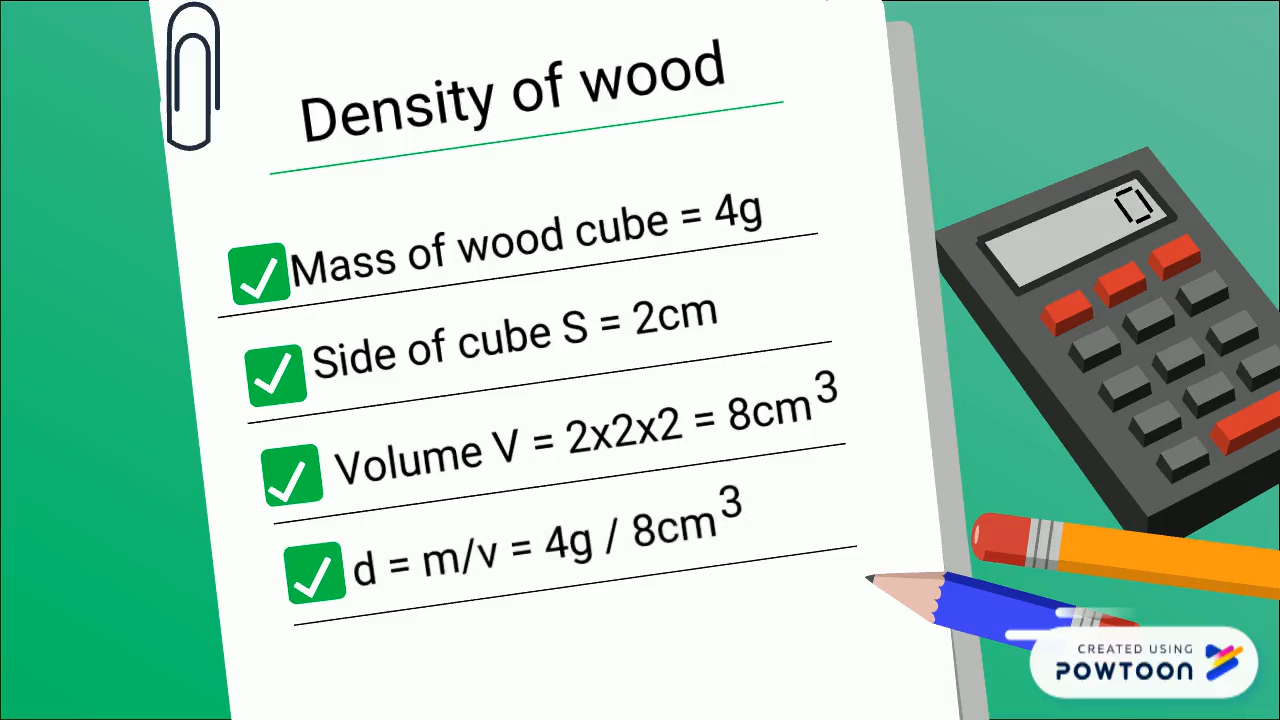 Density of wood
Mass of wood cube = 4g
Side of cube S = 2cm
Volume V = 2x2x2 = 8cm³
d = m/v = 4g / 8cm³
0
CREATED USING
POWTOON